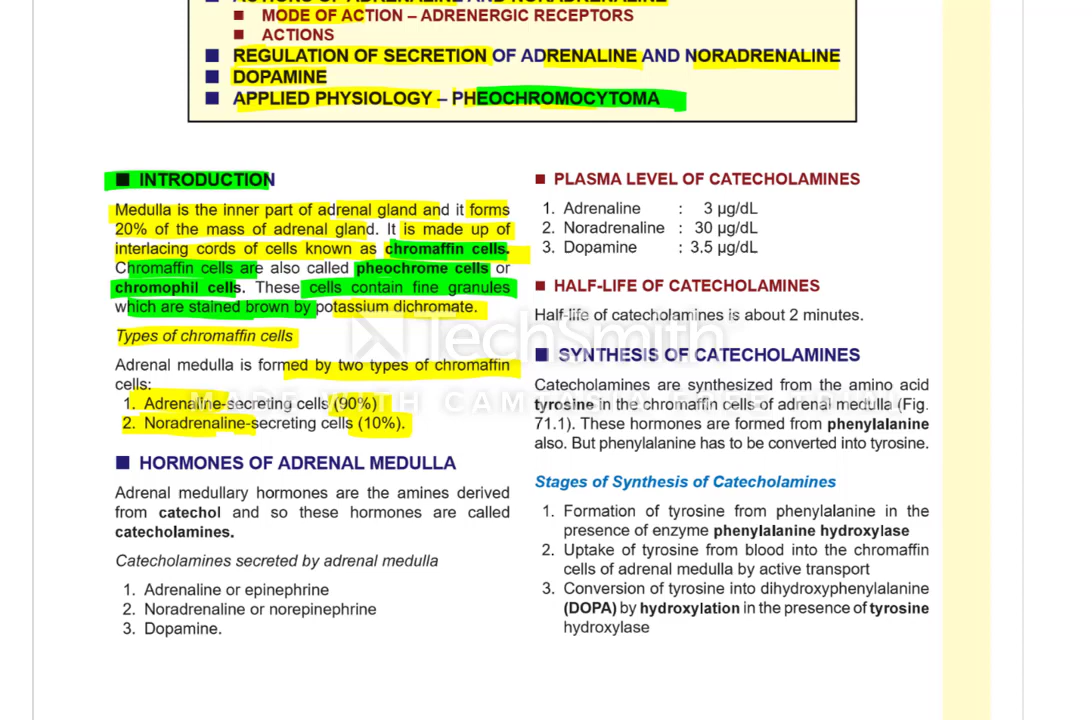 ACTIONS OF ADRENALINE AND NORADRENALINE
■ MODE OF ACTION – ADRENERGIC RECEPTORS
■ ACTIONS
■ REGULATION OF SECRETION OF ADRENALINE AND NORADRENALINE
■ DOPAMINE
■ APPLIED PHYSIOLOGY – PHEOCHROMOCYTOMA
■ INTRODUCTION
Medulla is the inner part of adrenal gland and it forms
20% of the mass of adrenal gland. It is made up of
interlacing cords of cells known as chromaffin cells.
Chromaffin cells are also called pheochrome cells or
chromophil cells. These cells contain fine granules
which are stained brown by potassium dichromate.
Types of chromaffin cells
Adrenal medulla is formed by two types of chromaffin
cells:
1. Adrenaline-secreting cells (90%)
2. Noradrenaline-secreting cells (10%).
■ HORMONES OF ADRENAL MEDULLA
Adrenal medullary hormones are the amines derived
from catechol and so these hormones are called
catecholamines.
Catecholamines secreted by adrenal medulla
1. Adrenaline or epinephrine
2. Noradrenaline or norepinephrine
3. Dopamine.
■ PLASMA LEVEL OF CATECHOLAMINES
1. Adrenaline : 3 μg/dL
2. Noradrenaline : 30 μg/dL
3. Dopamine : 3.5 μg/dL
■ HALF-LIFE OF CATECHOLAMINES
Half-life of catecholamines is about 2 minutes.
■ SYNTHESIS OF CATECHOLAMINES
Catecholamines are synthesized from the amino acid
tyrosine in the chromaffin cells of adrenal medulla (Fig.
71.1). These hormones are formed from phenylalanine
also. But phenylalanine has to be converted into tyrosine.
Stages of Synthesis of Catecholamines
1. Formation of tyrosine from phenylalanine in the
presence of enzyme phenylalanine hydroxylase
2. Uptake of tyrosine from blood into the chromaffin
cells of adrenal medulla by active transport
3. Conversion of tyrosine into dihydroxyphenylalanine
(DOPA) by hydroxylation in the presence of tyrosine
hydroxylase
TechSmith
MADE WITH CAMTASIA FREE TRIAL